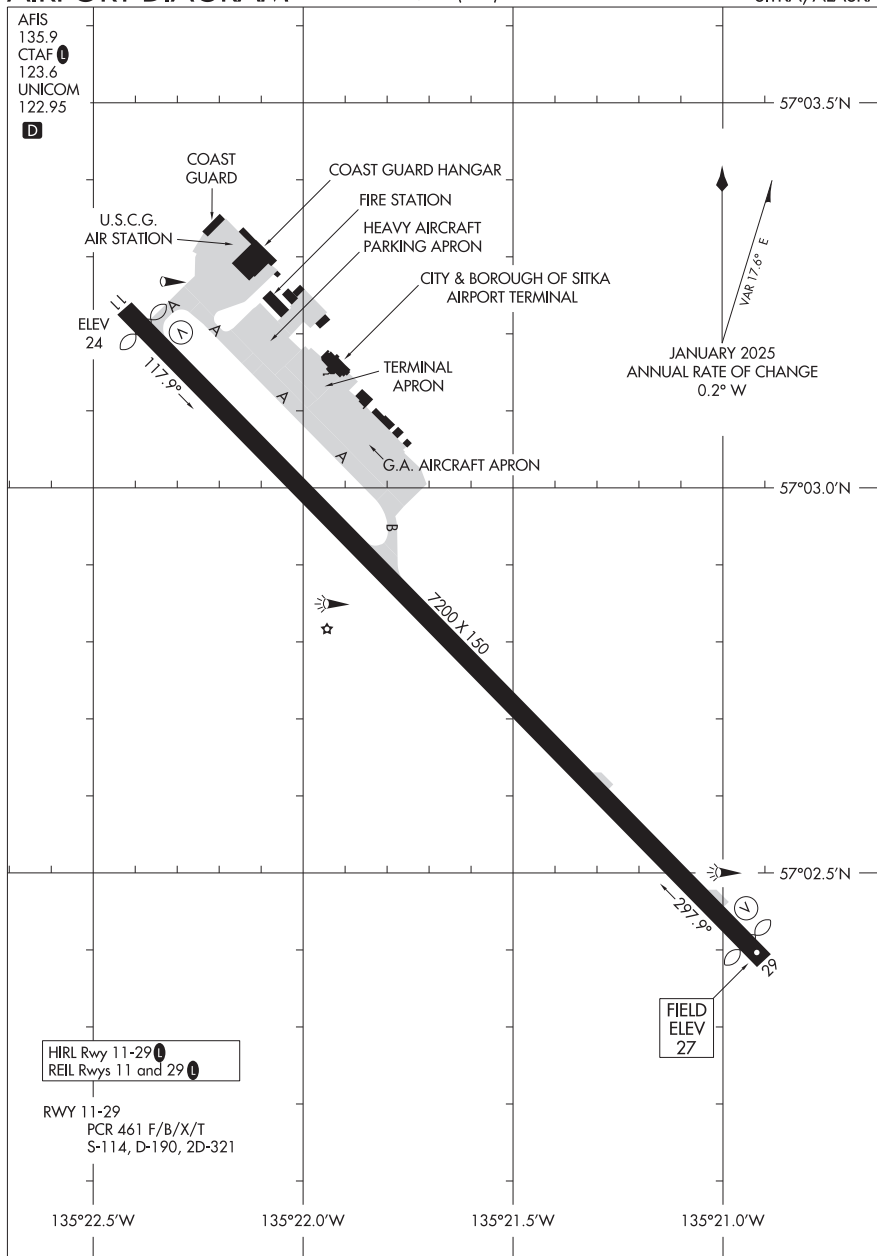 AIRPORT DIAGRAM
SITKA, ALASKA
AFIS
135.9
CTAF L
123.6
UNICOM
122.95
D
57°03.5'N
COAST
GUARD
COAST GUARD HANGAR
FIRE STATION
U.S.C.G.
AIR STATION
HEAVY AIRCRAFT
PARKING APRON
CITY & BOROUGH OF SITKA
AIRPORT TERMINAL
VAR 17.6° E
11
A
V
A
ELEV
24
JANUARY 2025
ANNUAL RATE OF CHANGE
0.2° W
117.9°
TERMINAL
APRON
A
A
G.A. AIRCRAFT APRON
57°03.0'N
B
7200 X 150
57°02.5'N
297.9°
V
29
FIELD
ELEV
27
HIRL Rwy 11-29 L
REIL Rwys 11 and 29 L
RWY 11-29
PCR 461 F/B/X/T
S-114, D-190, 2D-321
135°22.5'W
135°22.0'W
135°21.5'W
135°21.0'W